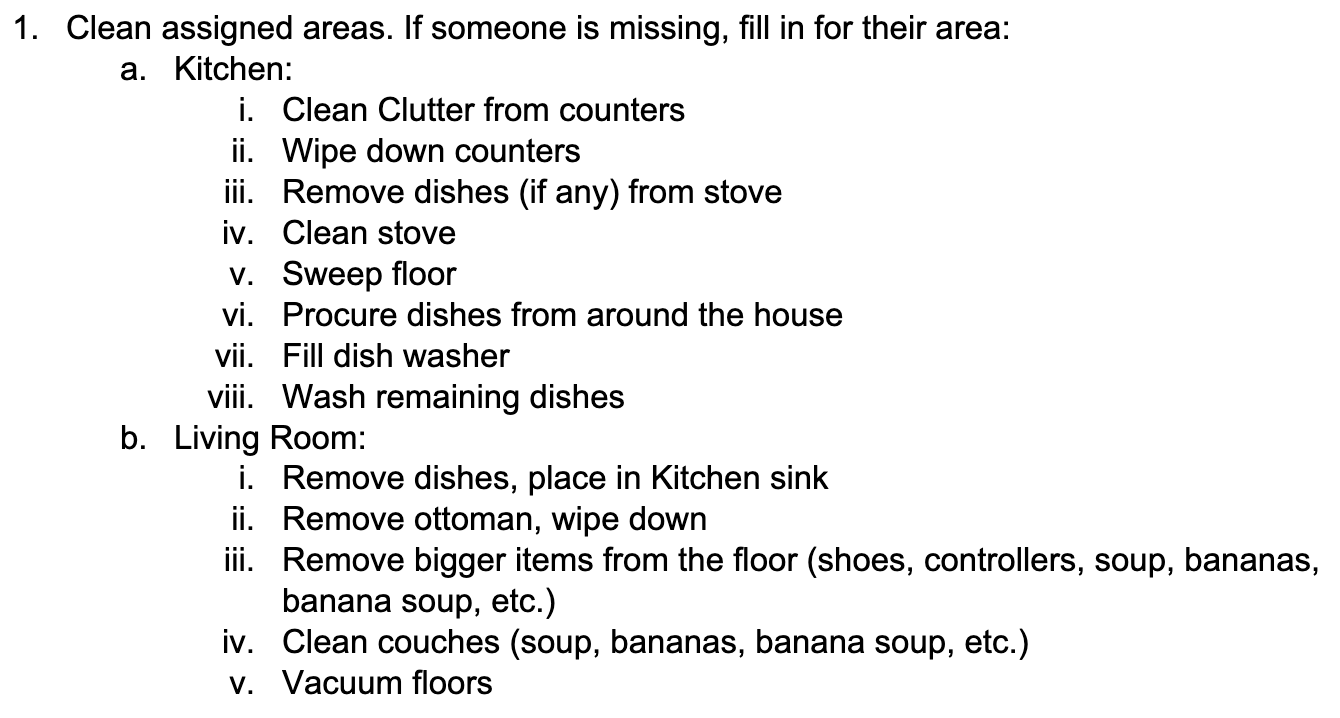 1. Clean assigned areas. If someone is missing, fill in for their area:
a. Kitchen:
i. Clean Clutter from counters
ii. Wipe down counters
iii. Remove dishes (if any) from stove
iv. Clean stove
v. Sweep floor
vi. Procure dishes from around the house
vii. Fill dish washer
viii. Wash remaining dishes
b. Living Room:
i. Remove dishes, place in Kitchen sink
ii. Remove ottoman, wipe down
iii. Remove bigger items from the floor (shoes, controllers, soup, bananas,
banana soup, etc.)
iv. Clean couches (soup, bananas, banana soup, etc.)
v. Vacuum floors